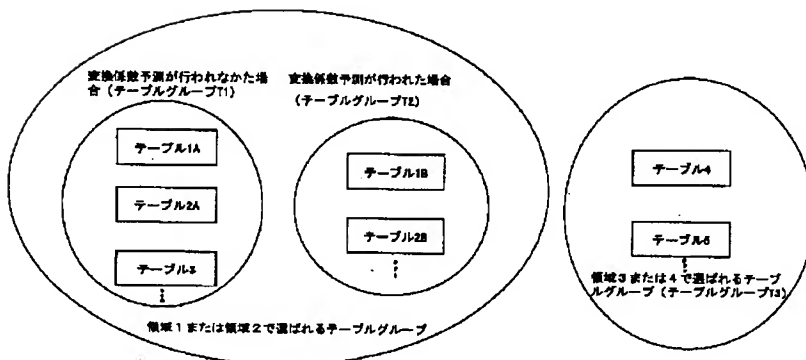 変換係数予測が行われなかた場
合（テーブルグループT1）
テーブル1A
テーブル2A
テーブル3
変換係数予測が行われた場合
（テーブルグループT2）
テーブル1B
テーブル2B
領域１または領域２で選ばれるテーブルグループ
テーブル4
テーブル5
領域３または４で選ばれるテーブ
ルグループ（テーブルグループT3）